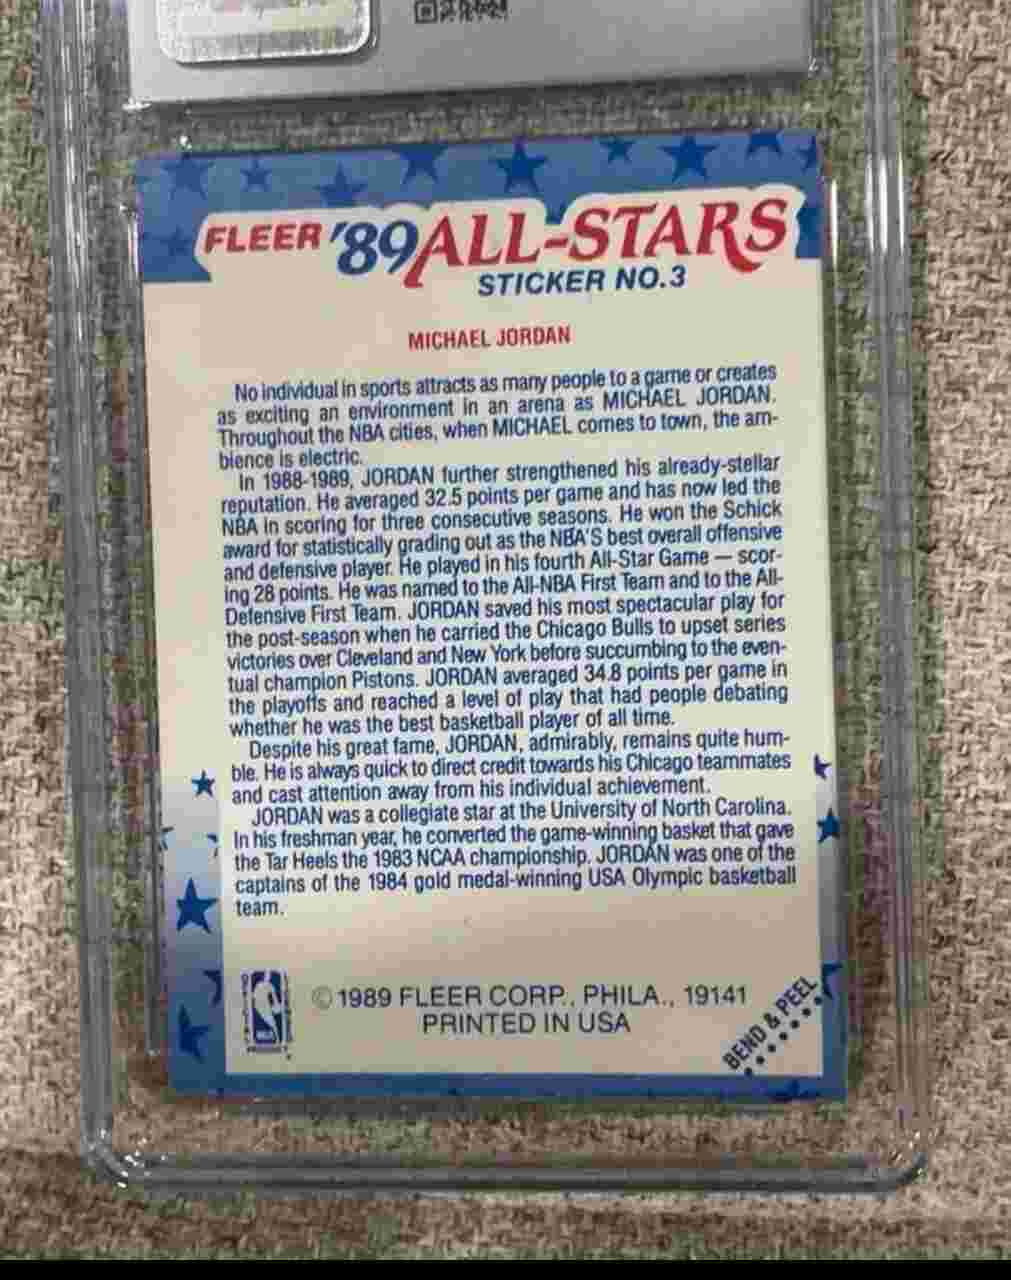 FLEER '89 ALL-STARS
STICKER NO.3
MICHAEL JORDAN
No individual in sports attracts as many people to a game or creates
as exciting an environment in an arena as MICHAEL JORDAN.
Throughout the NBA cities, when MICHAEL comes to town, the am-
bience is electric.
In 1988-1989, JORDAN further strengthened his already-stellar
reputation. He averaged 32.5 points per game and has now led the
NBA in scoring for three consecutive seasons. He won the Schick
award for statistically grading out as the NBA'S best overall offensive
and defensive player. He played in his fourth All-Star Game — scor-
ing 28 points. He was named to the All-NBA First Team and to the All-
Defensive First Team. JORDAN saved his most spectacular play for
the post-season when he carried the Chicago Bulls to upset series
victories over Cleveland and New York before succumbing to the even-
tual champion Pistons. JORDAN averaged 34.8 points per game in
the playoffs and reached a level of play that had people debating
whether he was the best basketball player of all time.
Despite his great fame, JORDAN, admirably, remains quite hum-
ble. He is always quick to direct credit towards his Chicago teammates
and cast attention away from his individual achievement.
JORDAN was a collegiate star at the University of North Carolina.
In his freshman year, he converted the game-winning basket that gave
the Tar Heels the 1983 NCAA championship. JORDAN was one of the
captains of the 1984 gold medal-winning USA Olympic basketball
team.
© 1989 FLEER CORP., PHILA., 19141
PRINTED IN USA
BEND & PEEL